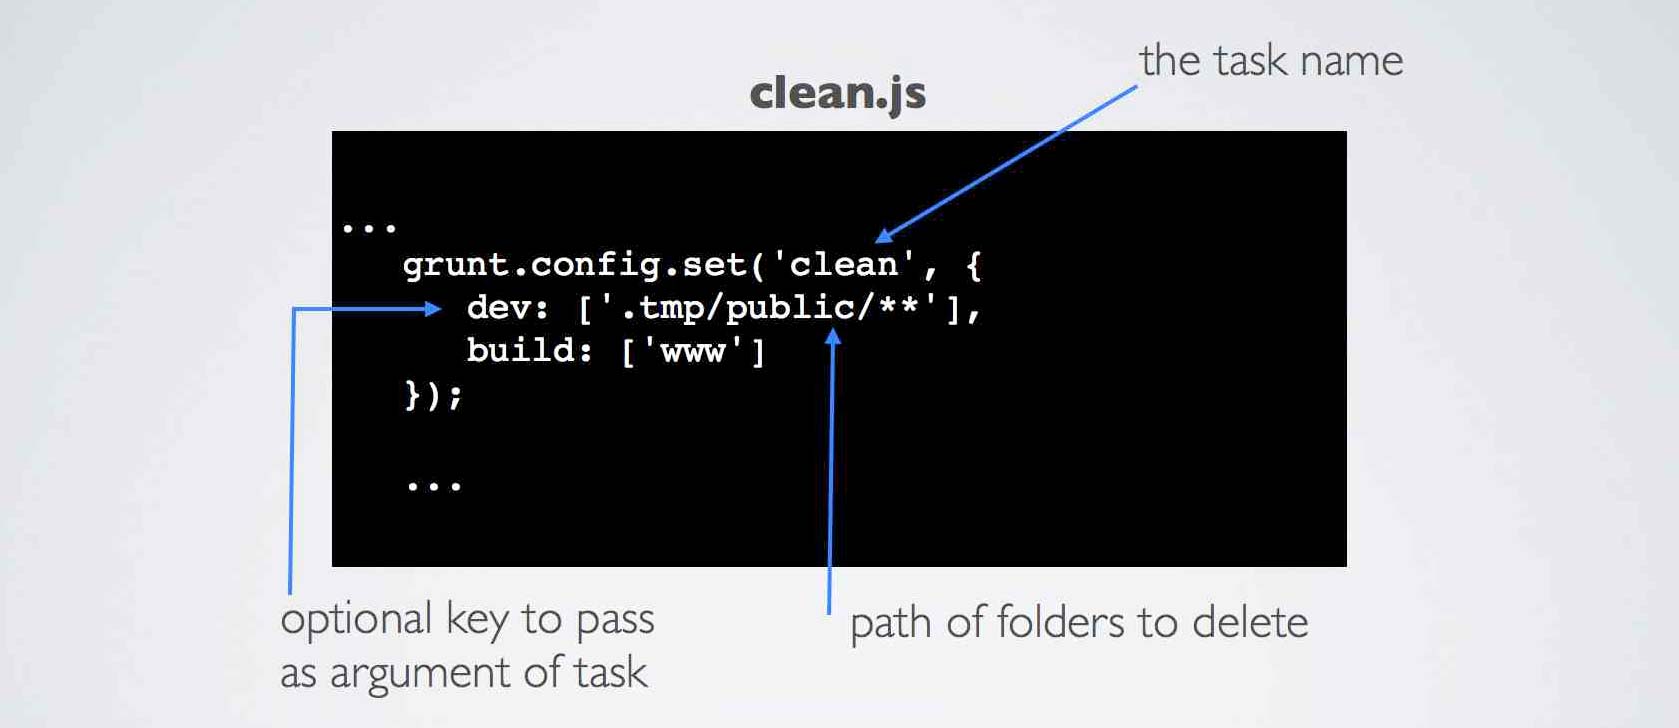 the task name
clean.js
...
grunt.config.set('clean', {
dev: ['.tmp/public/**'],
build: ['www']
});
...
optional key to pass
as argument of task
path of folders to delete